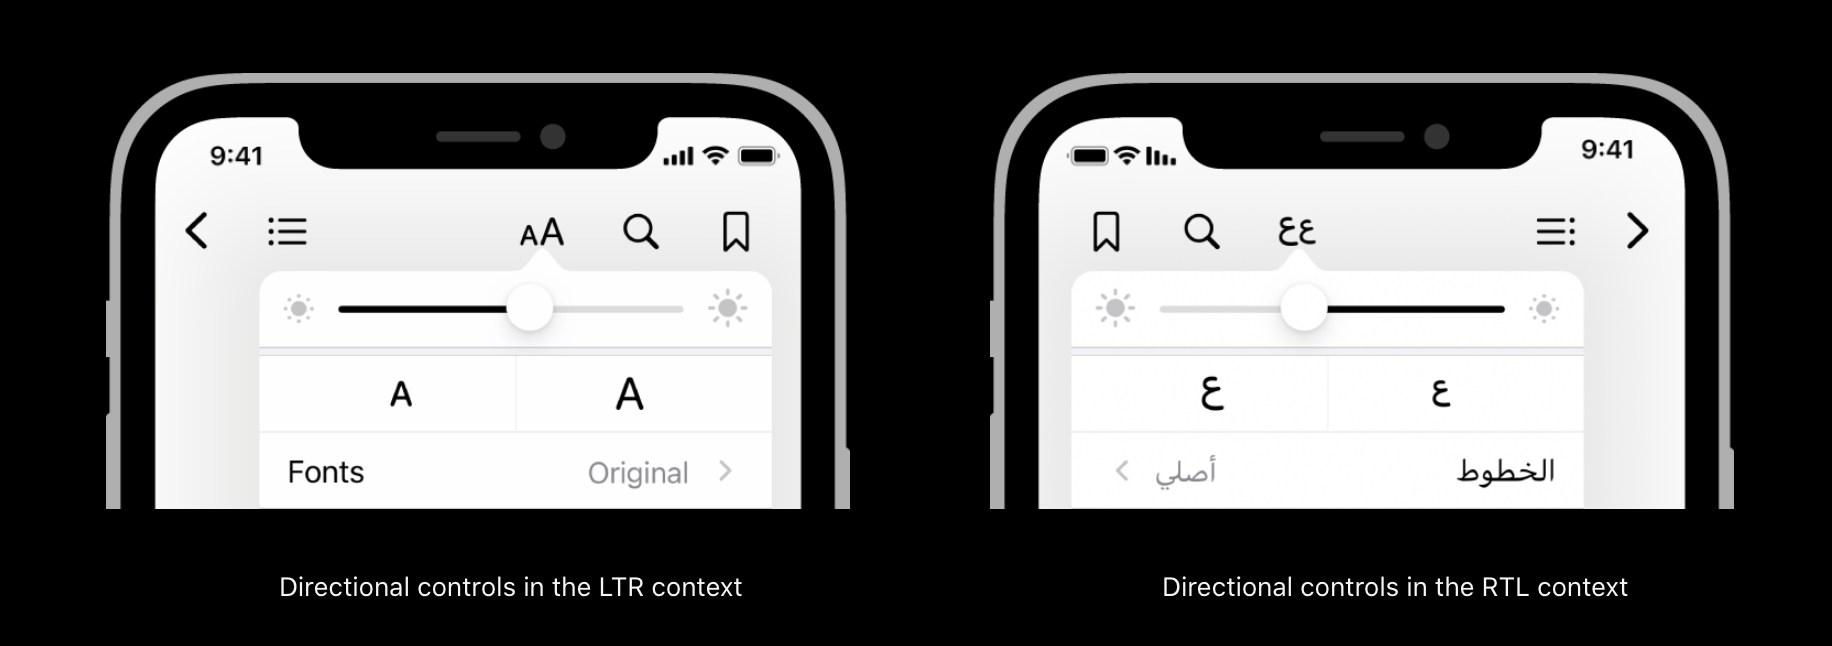 9:41
AA
A A
Fonts Original
Directional controls in the LTR context
9:41
عع
ع ع
الخطوط أصلي
Directional controls in the RTL context